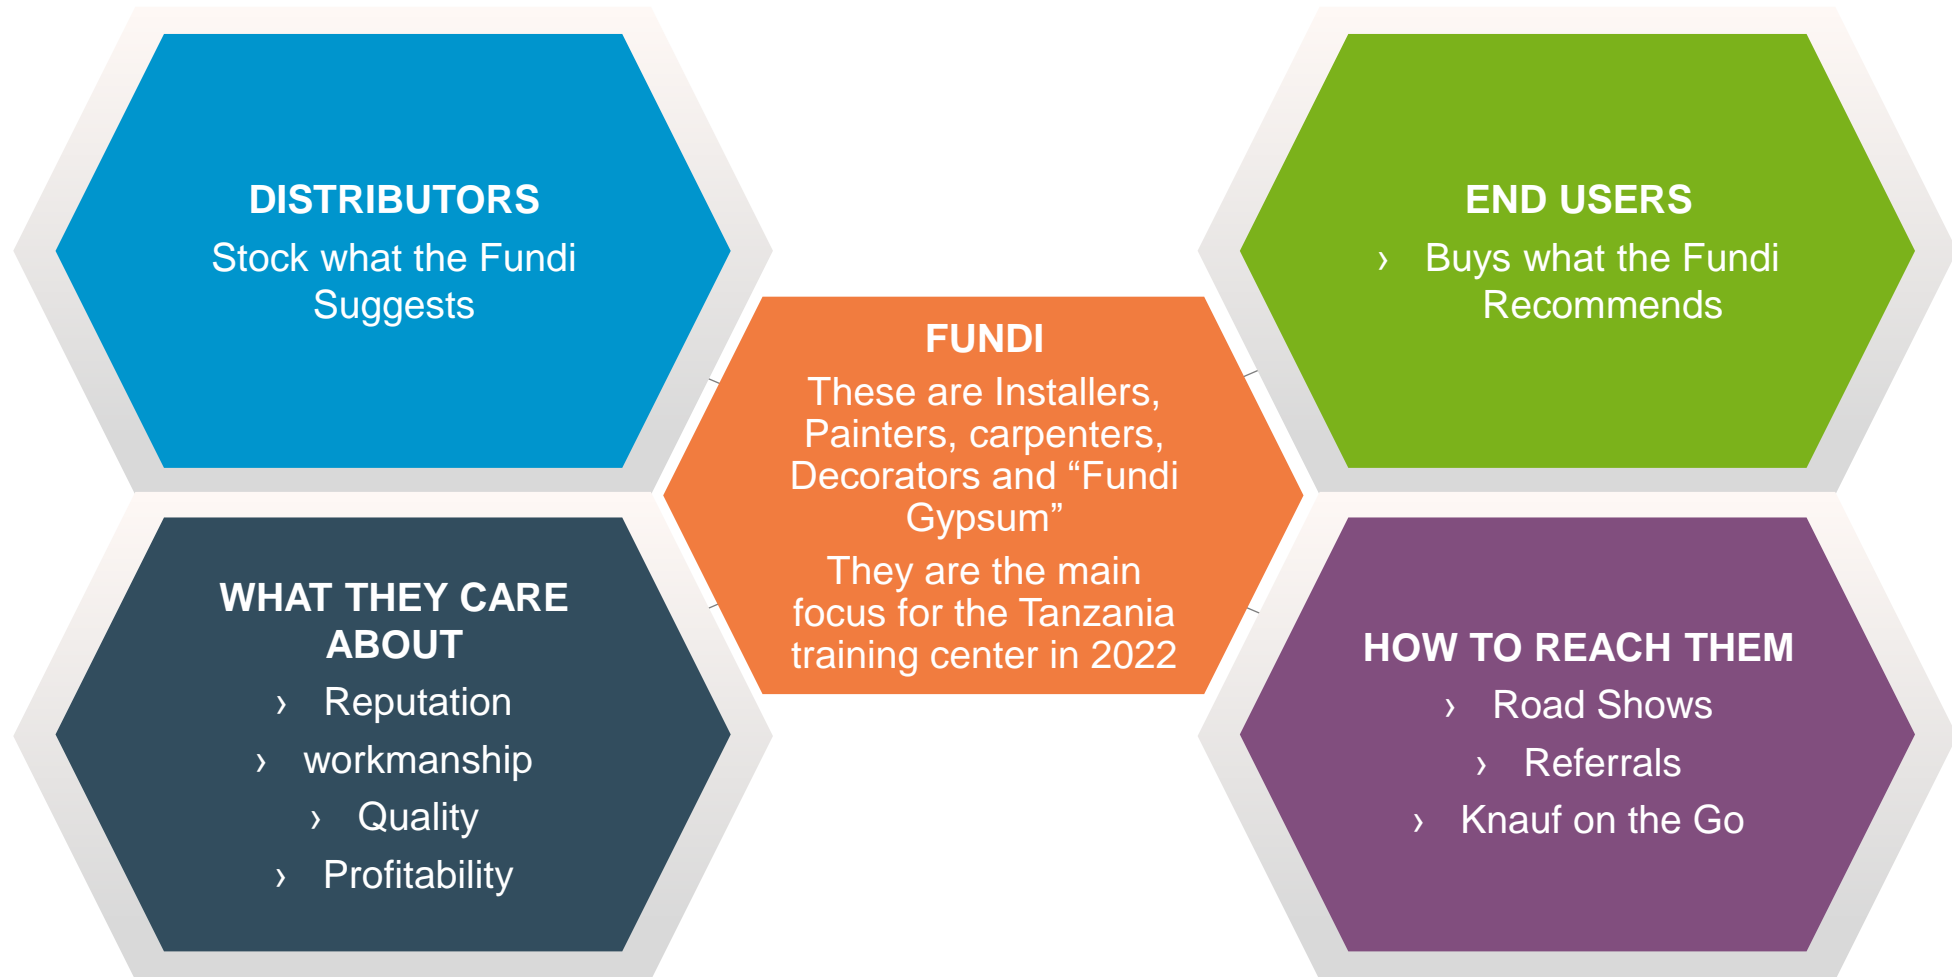 DISTRIBUTORS
Stock what the Fundi
Suggests
END USERS
› Buys what the Fundi
Recommends
FUNDI
These are Installers,
Painters, carpenters,
Decorators and “Fundi
Gypsum”
They are the main
focus for the Tanzania
training center in 2022
WHAT THEY CARE
ABOUT
› Reputation
› workmanship
› Quality
› Profitability
HOW TO REACH THEM
› Road Shows
› Referrals
› Knauf on the Go